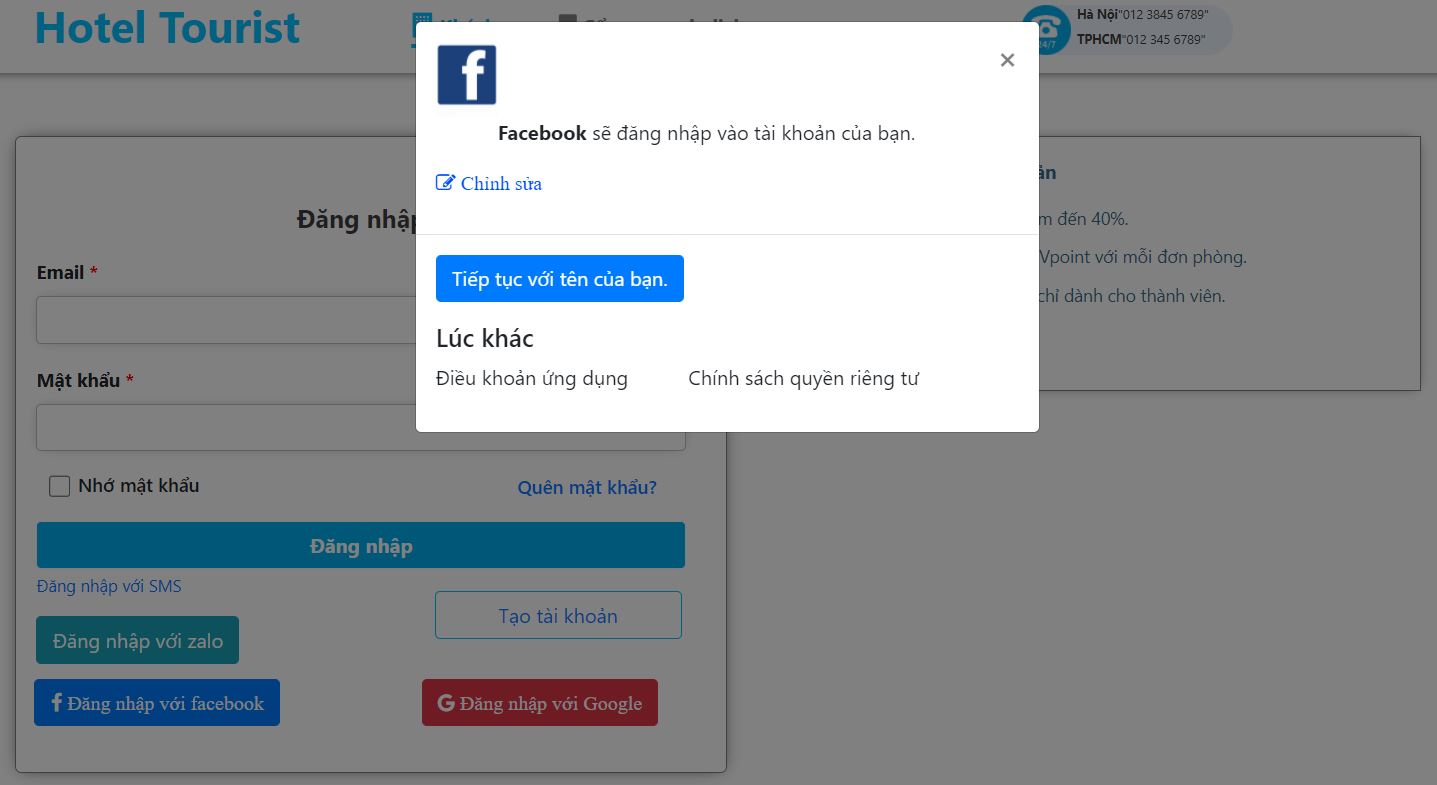 Hotel Tourist
Hà Nội"012 3845 6789"
TPHCM"012 345 6789"
24/7
f
×
Facebook sẽ đăng nhập vào tài khoản của bạn.
Chỉnh sửa
Tiếp tục với tên của bạn.
Lúc khác
Điều khoản ứng dụng Chính sách quyền riêng tư
Đăng nhập
Email *
Mật khẩu *
Nhớ mật khẩu
Quên mật khẩu?
Đăng nhập
Đăng nhập với SMS
Tạo tài khoản
Đăng nhập với zalo
f Đăng nhập với facebook
G Đăng nhập với Google
đến 40%.
Vpoint với mỗi đơn phòng.
chỉ dành cho thành viên.